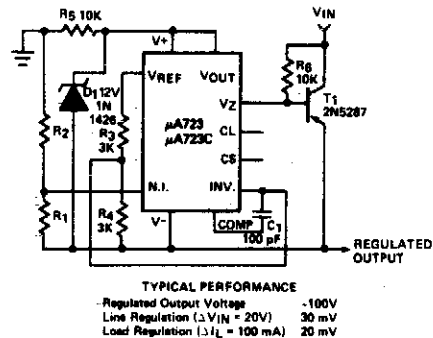 R5 10K
VIN
V+
VREF
VOUT
R6
10K
D1 12V
1N
1426
R3
3K
VZ
T1
2N5287
R2
µA723
µA723C
CL
CS
N.I.
INV.
R1
R4
3K
V-
COMP
C1
100 pF
REGULATED
OUTPUT
TYPICAL PERFORMANCE
Regulated Output Voltage -100V
Line Regulation (ΔVIN = 20V) 30 mV
Load Regulation (ΔIL = 100 mA) 20 mV